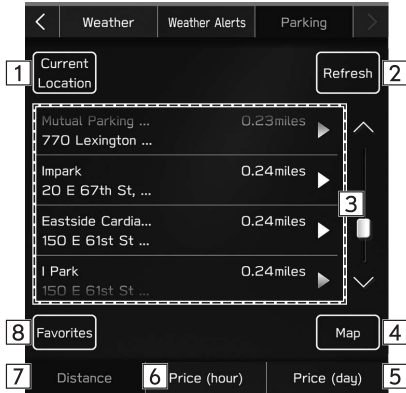 Weather Weather Alerts Parking
1 Current Location Refresh 2
Mutual Parking ... 0.23miles
770 Lexington ...
Impark 0.24miles
20 E 67th St, ...
3
Eastside Cardia... 0.24miles
150 E 61st St ...
I Park 0.24miles
150 E 61st St ...
8 Favorites Map 4
7 Distance 6 Price (hour) Price (day) 5